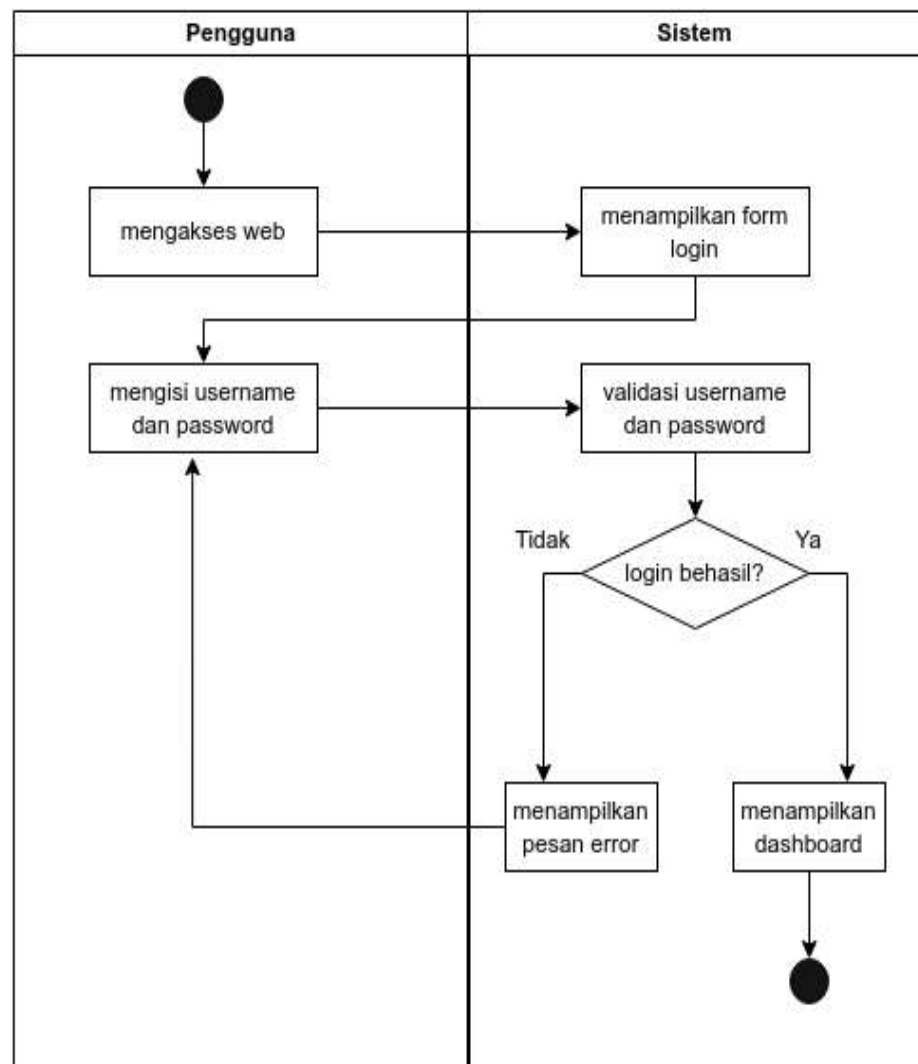 Pengguna
Sistem
mengakses web
menampilkan form
login
mengisi username
dan password
validasi username
dan password
Tidak
Ya
login behasil?
menampilkan
pesan error
menampilkan
dashboard